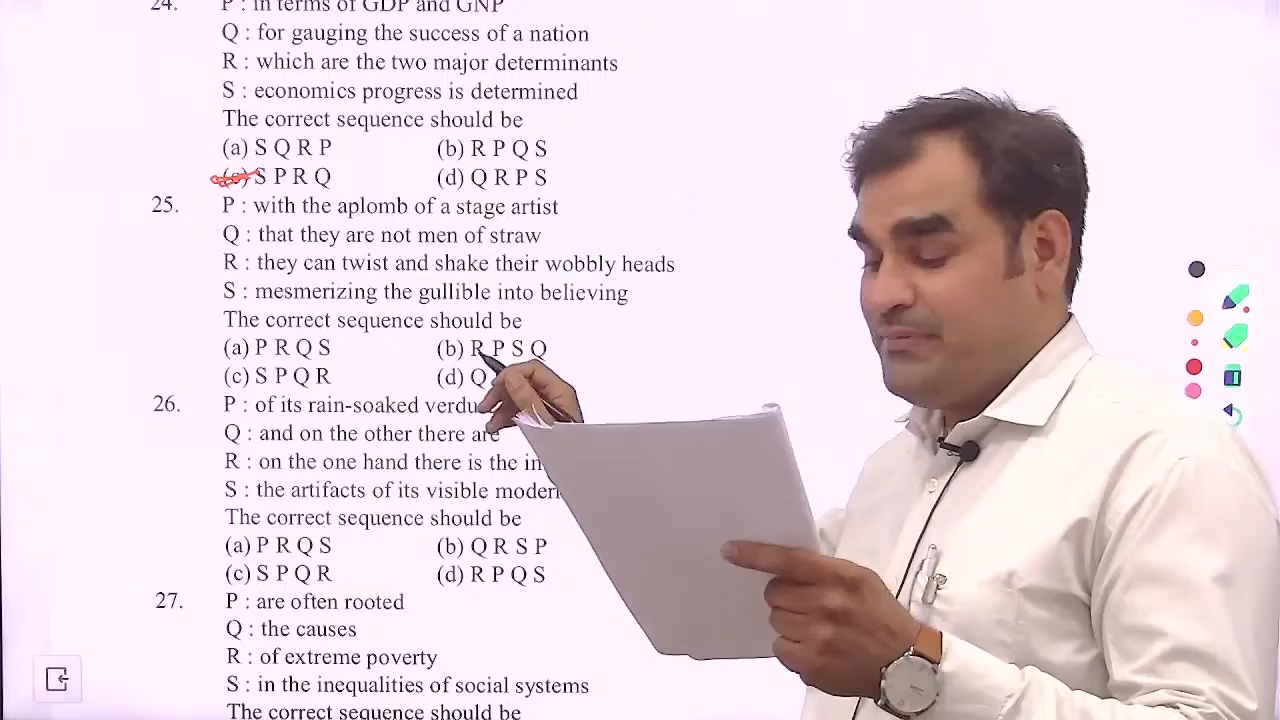 24. P : in terms of GDP and GNP
Q : for gauging the success of a nation
R : which are the two major determinants
S : economics progress is determined
The correct sequence should be
(a) S Q R P (b) R P Q S
(c) S P R Q (d) Q R P S
25. P : with the aplomb of a stage artist
Q : that they are not men of straw
R : they can twist and shake their wobbly heads
S : mesmerizing the gullible into believing
The correct sequence should be
(a) P R Q S (b) R P S Q
(c) S P Q R (d) Q
26. P : of its rain-soaked
Q : and on the other there are
R : on the one hand there is the
S : the artifacts of its visible
The correct sequence should be
(a) P R Q S (b) Q R S P
(c) S P Q R (d) R P Q S
27. P : are often rooted
Q : the causes
R : of extreme poverty
S : in the inequalities of social systems
The correct sequence should be